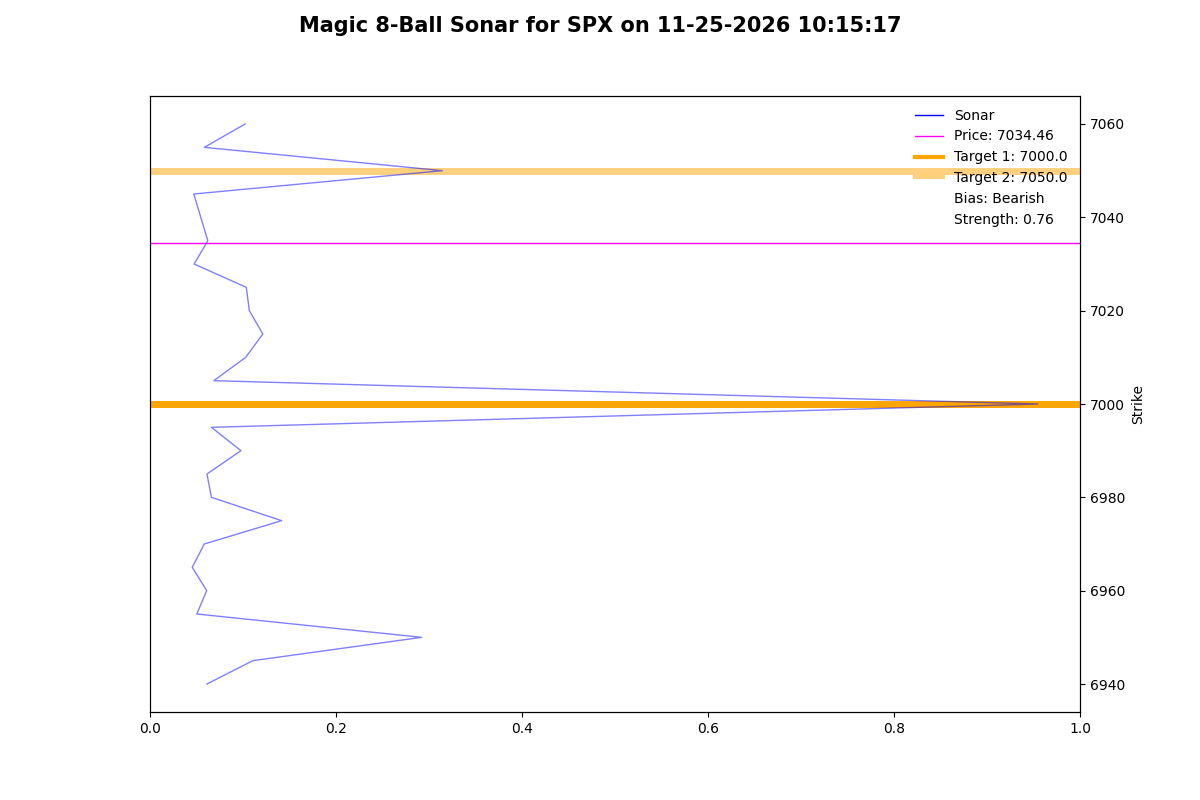 Magic 8-Ball Sonar for SPX on 11-25-2026 10:15:17
Sonar
Price: 7034.46
Target 1: 7000.0
Target 2: 7050.0
Bias: Bearish
Strength: 0.76
7060
7040
7020
7000
6980
6960
6940
Strike
0.0 0.2 0.4 0.6 0.8 1.0